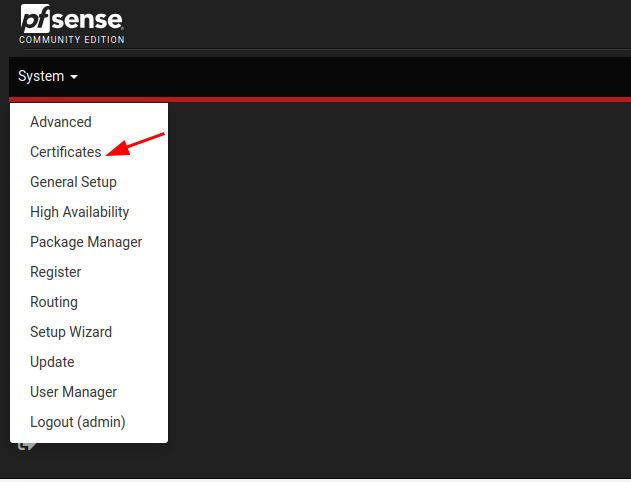 pfsense
COMMUNITY EDITION
System
Advanced
Certificates
General Setup
High Availability
Package Manager
Register
Routing
Setup Wizard
Update
User Manager
Logout (admin)